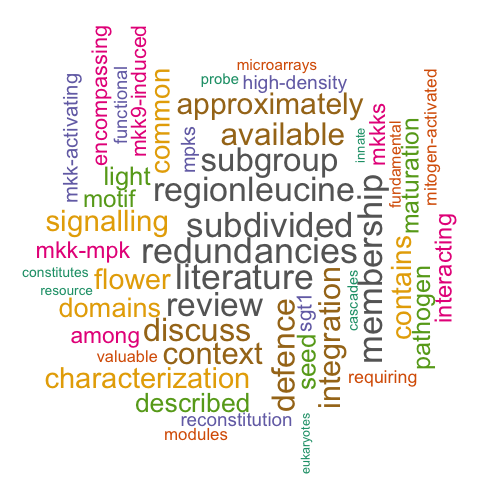 microarrays
probe
high-density
approximately
available
subgroup
regionleucine
subdivided
redundancies
literature
review
discuss
context
characterization
described
reconstitution
modules
encompassing
functional
mkk9-induced
mkk-activating
common
mpks
light
motif
signalling
mkk-mpk
constitutes
flower
resource
domains
among
valuable
innate
mkkks
fundamental
maturation
mitogen-activated
membership
contains
interacting
pathogen
cascades
integration
sgt1
defence
seed
requiring
eukaryotes